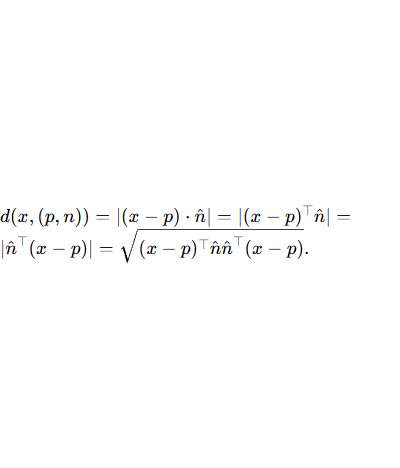 d(x, (p, n)) = |(x − p) · n̂| = |(x − p)^⊤ n̂| =
|n̂^⊤(x − p)| = √((x − p)^⊤ n̂n̂^⊤(x − p)).